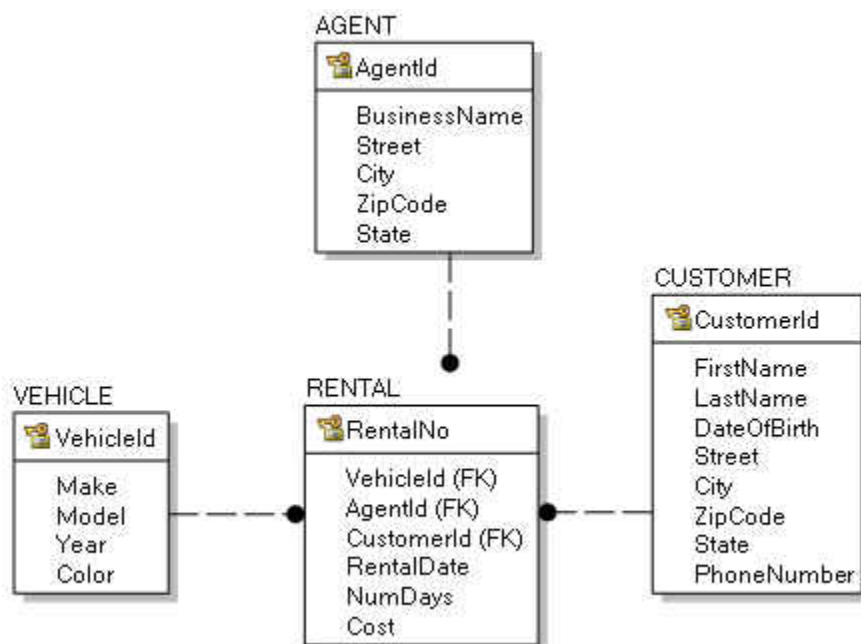 AGENT
AgentId
BusinessName
Street
City
ZipCode
State
CUSTOMER
CustomerId
FirstName
LastName
DateOfBirth
Street
City
ZipCode
State
PhoneNumber
VEHICLE
VehicleId
Make
Model
Year
Color
RENTAL
RentalNo
VehicleId (FK)
AgentId (FK)
CustomerId (FK)
RentalDate
NumDays
Cost